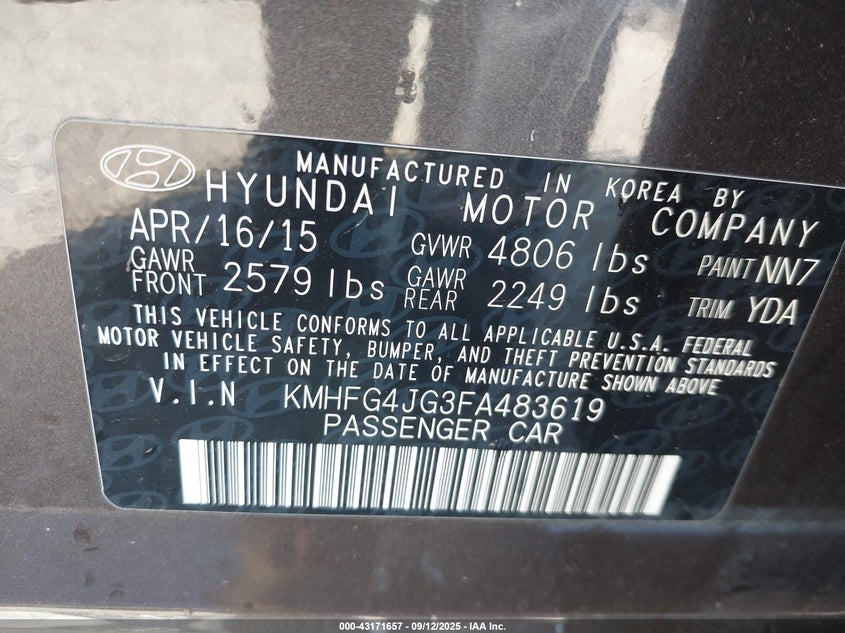 MANUFACTURED IN KOREA BY
HYUNDAI MOTOR COMPANY
APR/16/15 GVWR 4806 lbs PAINT NN7
GAWR FRONT 2579 lbs GAWR REAR 2249 lbs TRIM YDA
THIS VEHICLE CONFORMS TO ALL APPLICABLE U.S.A. FEDERAL
MOTOR VEHICLE SAFETY, BUMPER, AND THEFT PREVENTION STANDARDS
IN EFFECT ON THE DATE OF MANUFACTURE SHOWN ABOVE
V.I.N KMHFG4JG3FA483619
PASSENGER CAR
000-43171657 - 09/12/2025 - IAA Inc.